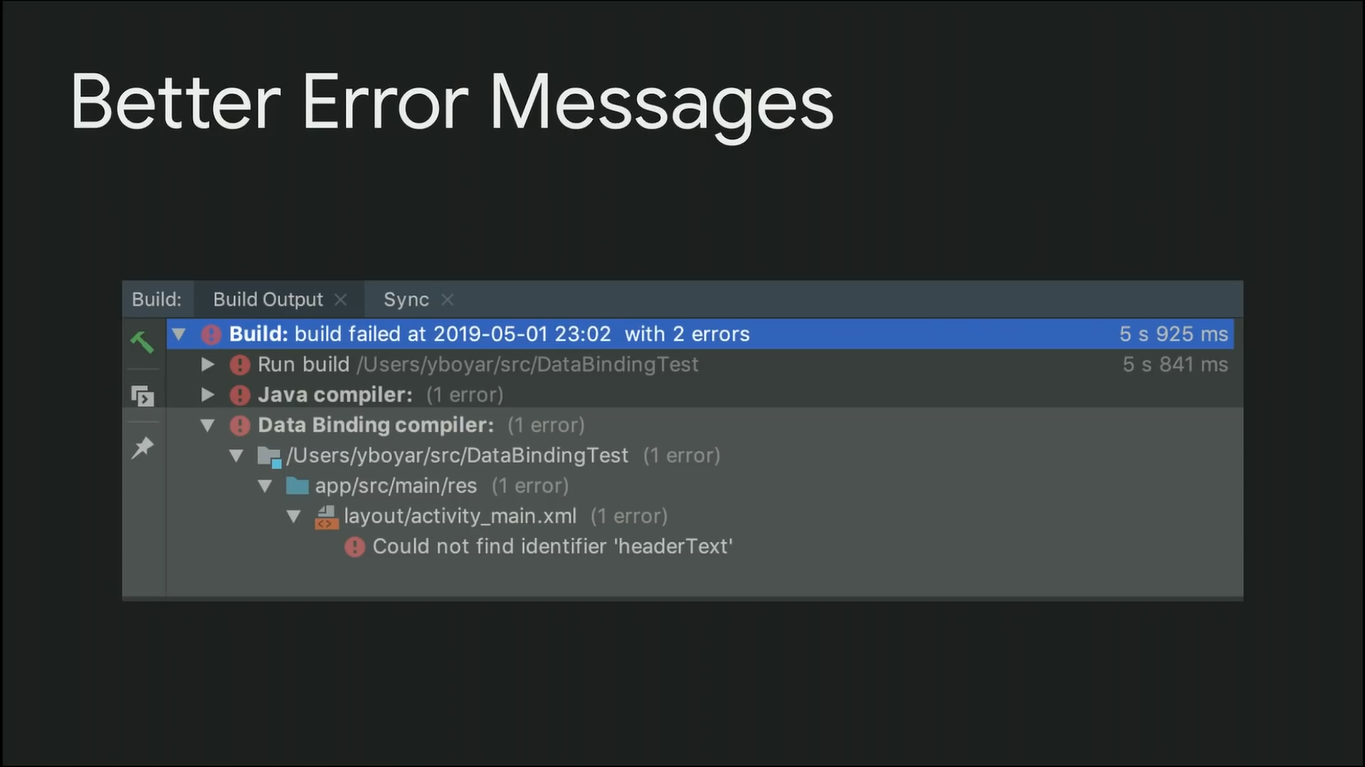 Better Error Messages
Build: Build Output Sync
Build: build failed at 2019-05-01 23:02 with 2 errors 5 s 925 ms
Run build /Users/yboyar/src/DataBindingTest 5 s 841 ms
Java compiler: (1 error)
Data Binding compiler: (1 error)
/Users/yboyar/src/DataBindingTest (1 error)
app/src/main/res (1 error)
layout/activity_main.xml (1 error)
Could not find identifier 'headerText'